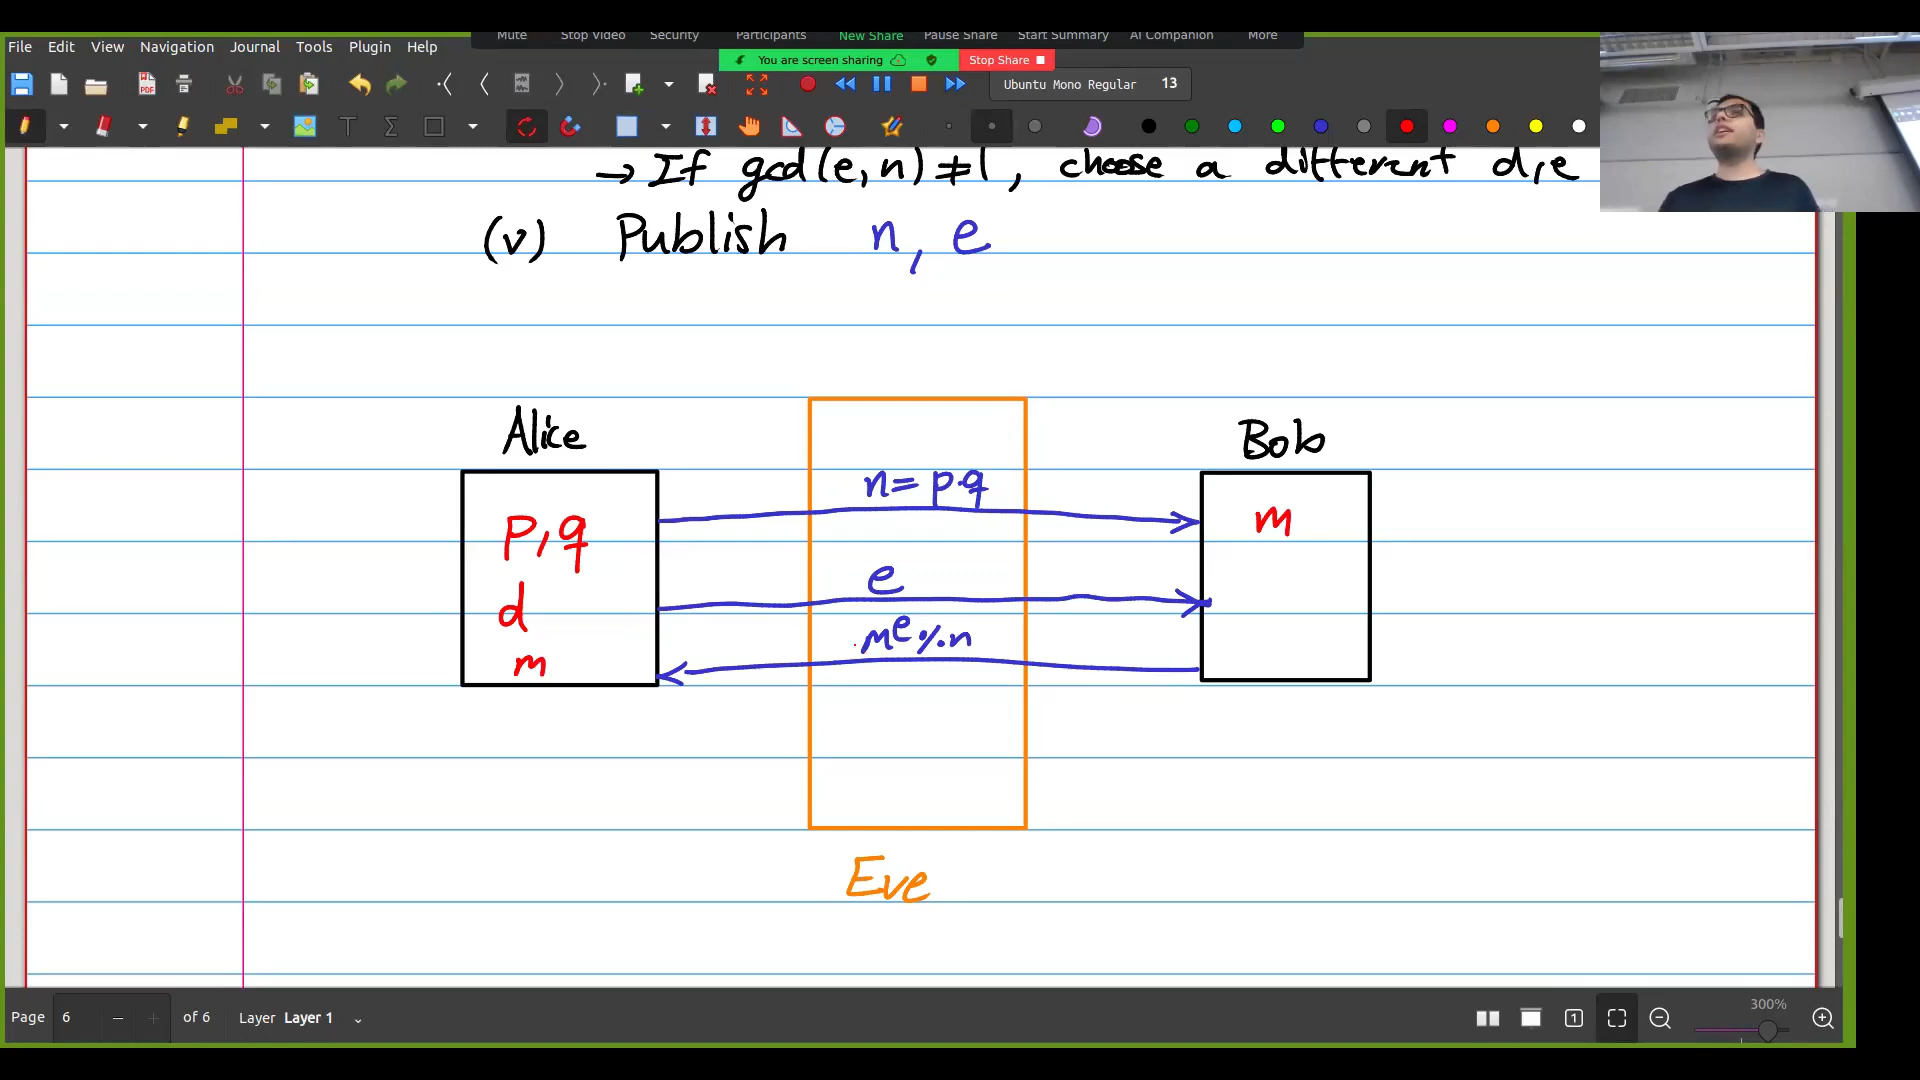 Mute Stop Video Security Participants New Share Pause Share Start Summary AI Companion More
File Edit View Navigation Journal Tools Plugin Help
You are screen sharing Stop Share
Ubuntu Mono Regular 13
→ If gcd(e, n) ≠ 1, choose a different d, e
(v) Publish n, e
Alice Bob
n = p·q
p, q m
e
d
m^e % n
m
Eve
Page 6 of 6 Layer Layer 1 300%